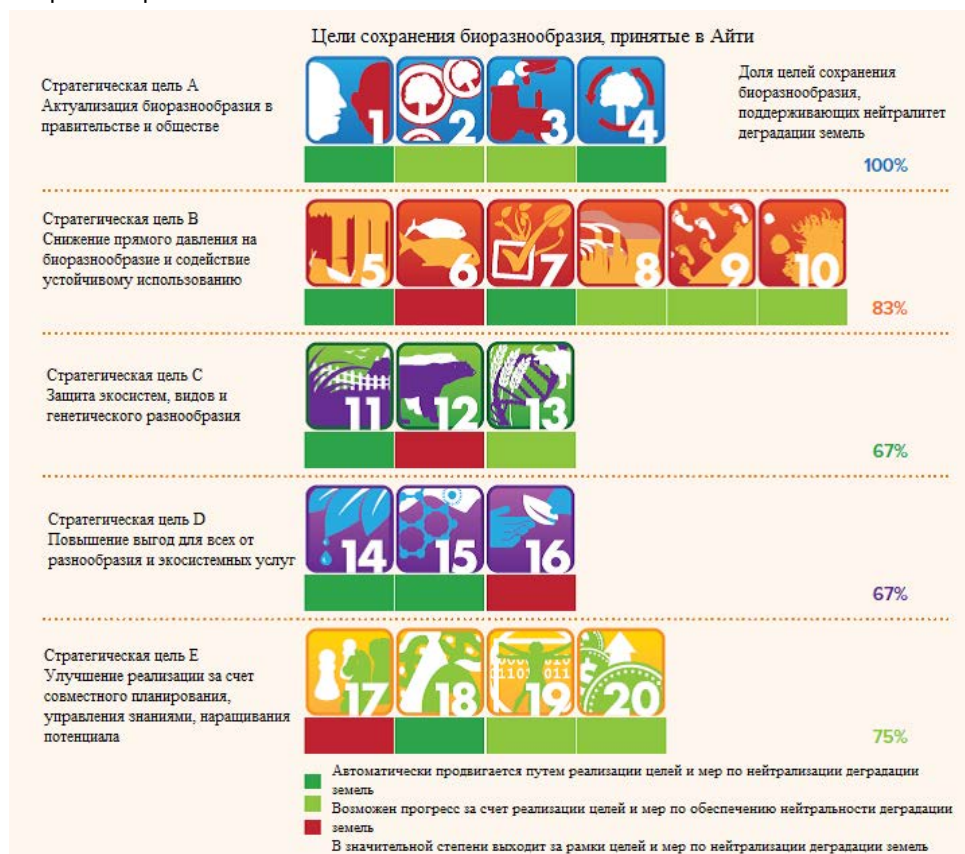 Цели сохранения биоразнообразия, принятые в Айти
Стратегическая цель А
Актуализация биоразнообразия в
правительстве и обществе
1 2 3 4
Доля целей сохранения
биоразнообразия,
поддерживающих нейтралитет
деградации земель
100%
Стратегическая цель В
Снижение прямого давления на
биоразнообразие и содействие
устойчивому использованию
5 6 7 8 9 10
83%
Стратегическая цель С
Защита экосистем, видов и
генетического разнообразия
11 12 13
67%
Стратегическая цель D
Повышение выгод для всех от
разнообразия и экосистемных услуг
14 15 16
67%
Стратегическая цель Е
Улучшение реализации за счет
совместного планирования,
управления знаниями, наращивания
потенциала
17 18 19 20
75%
Автоматически продвигается путем реализации целей и мер по нейтрализации деградации
земель
Возможен прогресс за счет реализации целей и мер по обеспечению нейтральности деградации
земель
В значительной степени выходит за рамки целей и мер по нейтрализации деградации земель